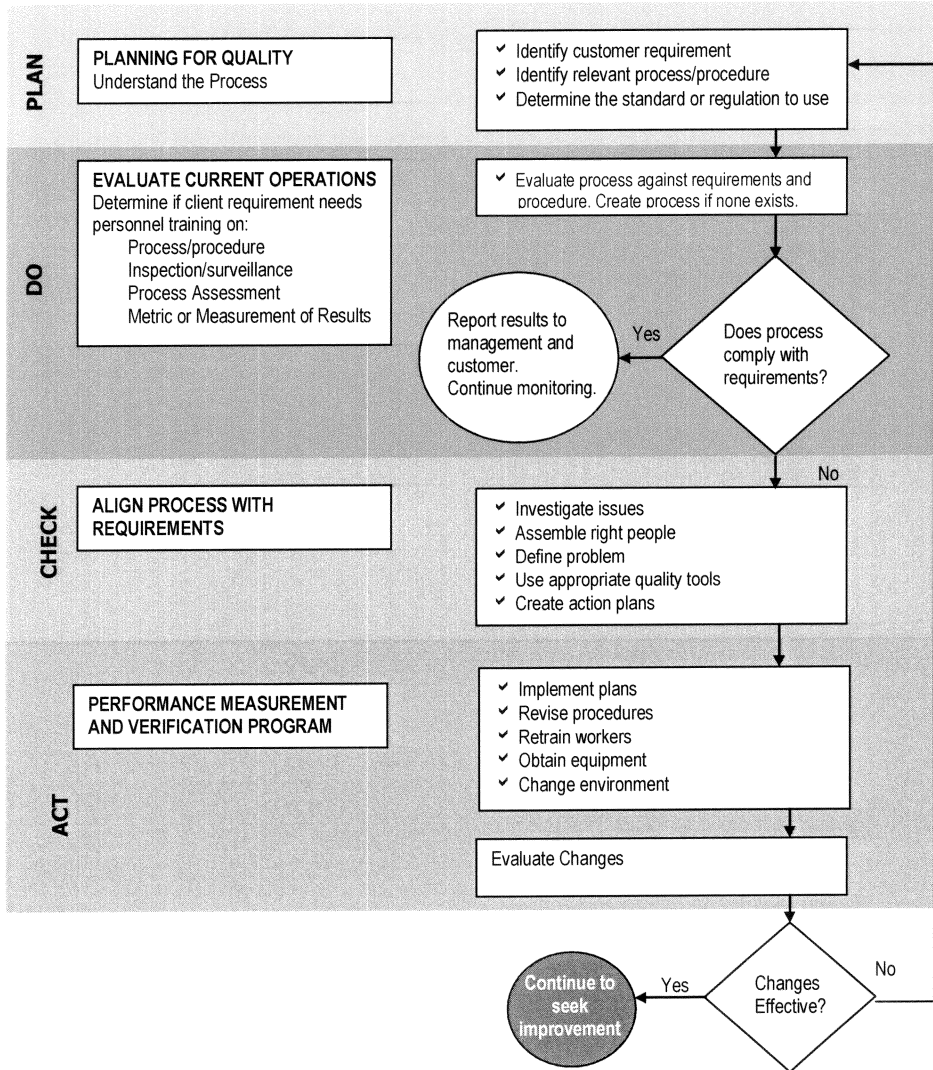 PLAN
PLANNING FOR QUALITY
Understand the Process
✓ Identify customer requirement
✓ Identify relevant process/procedure
✓ Determine the standard or regulation to use
DO
EVALUATE CURRENT OPERATIONS
Determine if client requirement needs
personnel training on:
Process/procedure
Inspection/surveillance
Process Assessment
Metric or Measurement of Results
✓ Evaluate process against requirements and
procedure. Create process if none exists.
Does process
comply with
requirements?
Yes
Report results to
management and
customer.
Continue monitoring.
No
CHECK
ALIGN PROCESS WITH
REQUIREMENTS
✓ Investigate issues
✓ Assemble right people
✓ Define problem
✓ Use appropriate quality tools
✓ Create action plans
ACT
PERFORMANCE MEASUREMENT
AND VERIFICATION PROGRAM
✓ Implement plans
✓ Revise procedures
✓ Retrain workers
✓ Obtain equipment
✓ Change environment
Evaluate Changes
Changes
Effective?
No
Yes
Continue to
seek
improvement